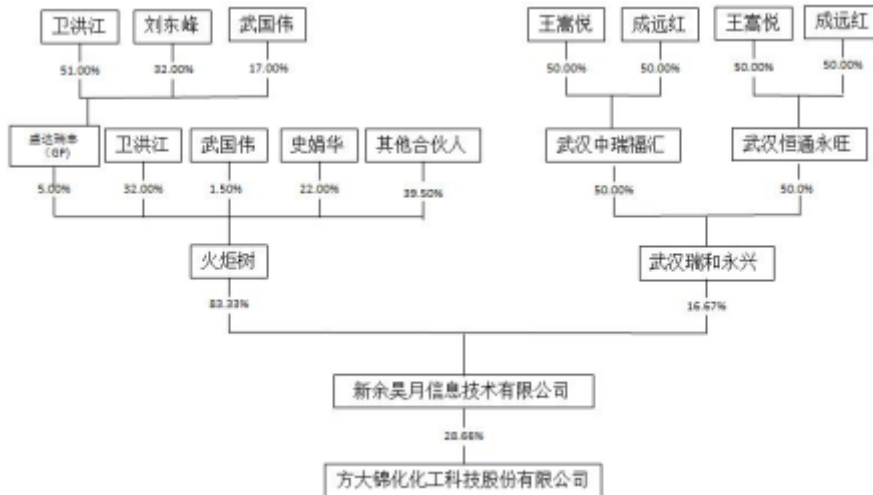 卫洪江
刘东峰
武国伟
王嵩悦
成远红
王嵩悦
成远红
51.00%
32.00%
17.00%
50.00%
50.00%
50.00%
50.00%
盛达瑞丰
（GP）
卫洪江
武国伟
史娟华
其他合伙人
武汉中瑞福汇
武汉恒通永旺
5.00%
32.00%
1.50%
22.00%
39.50%
50.00%
50.0%
火炬树
武汉瑞和永兴
83.33%
16.67%
新余昊月信息技术有限公司
28.66%
方大锦化化工科技股份有限公司